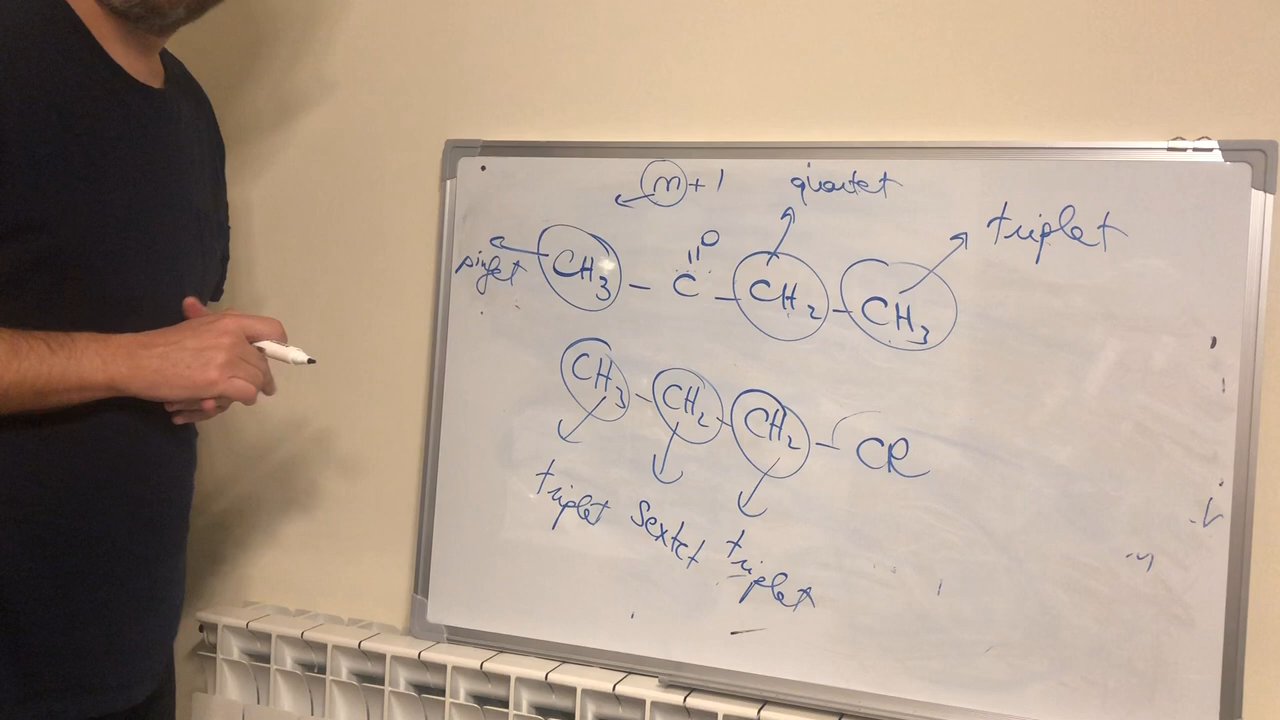 n+1
quartet
triplet
singlet
O
CH3 - C - CH2 - CH3
CH3 - CH2 - CH2 - CR
triplet sextet triplet